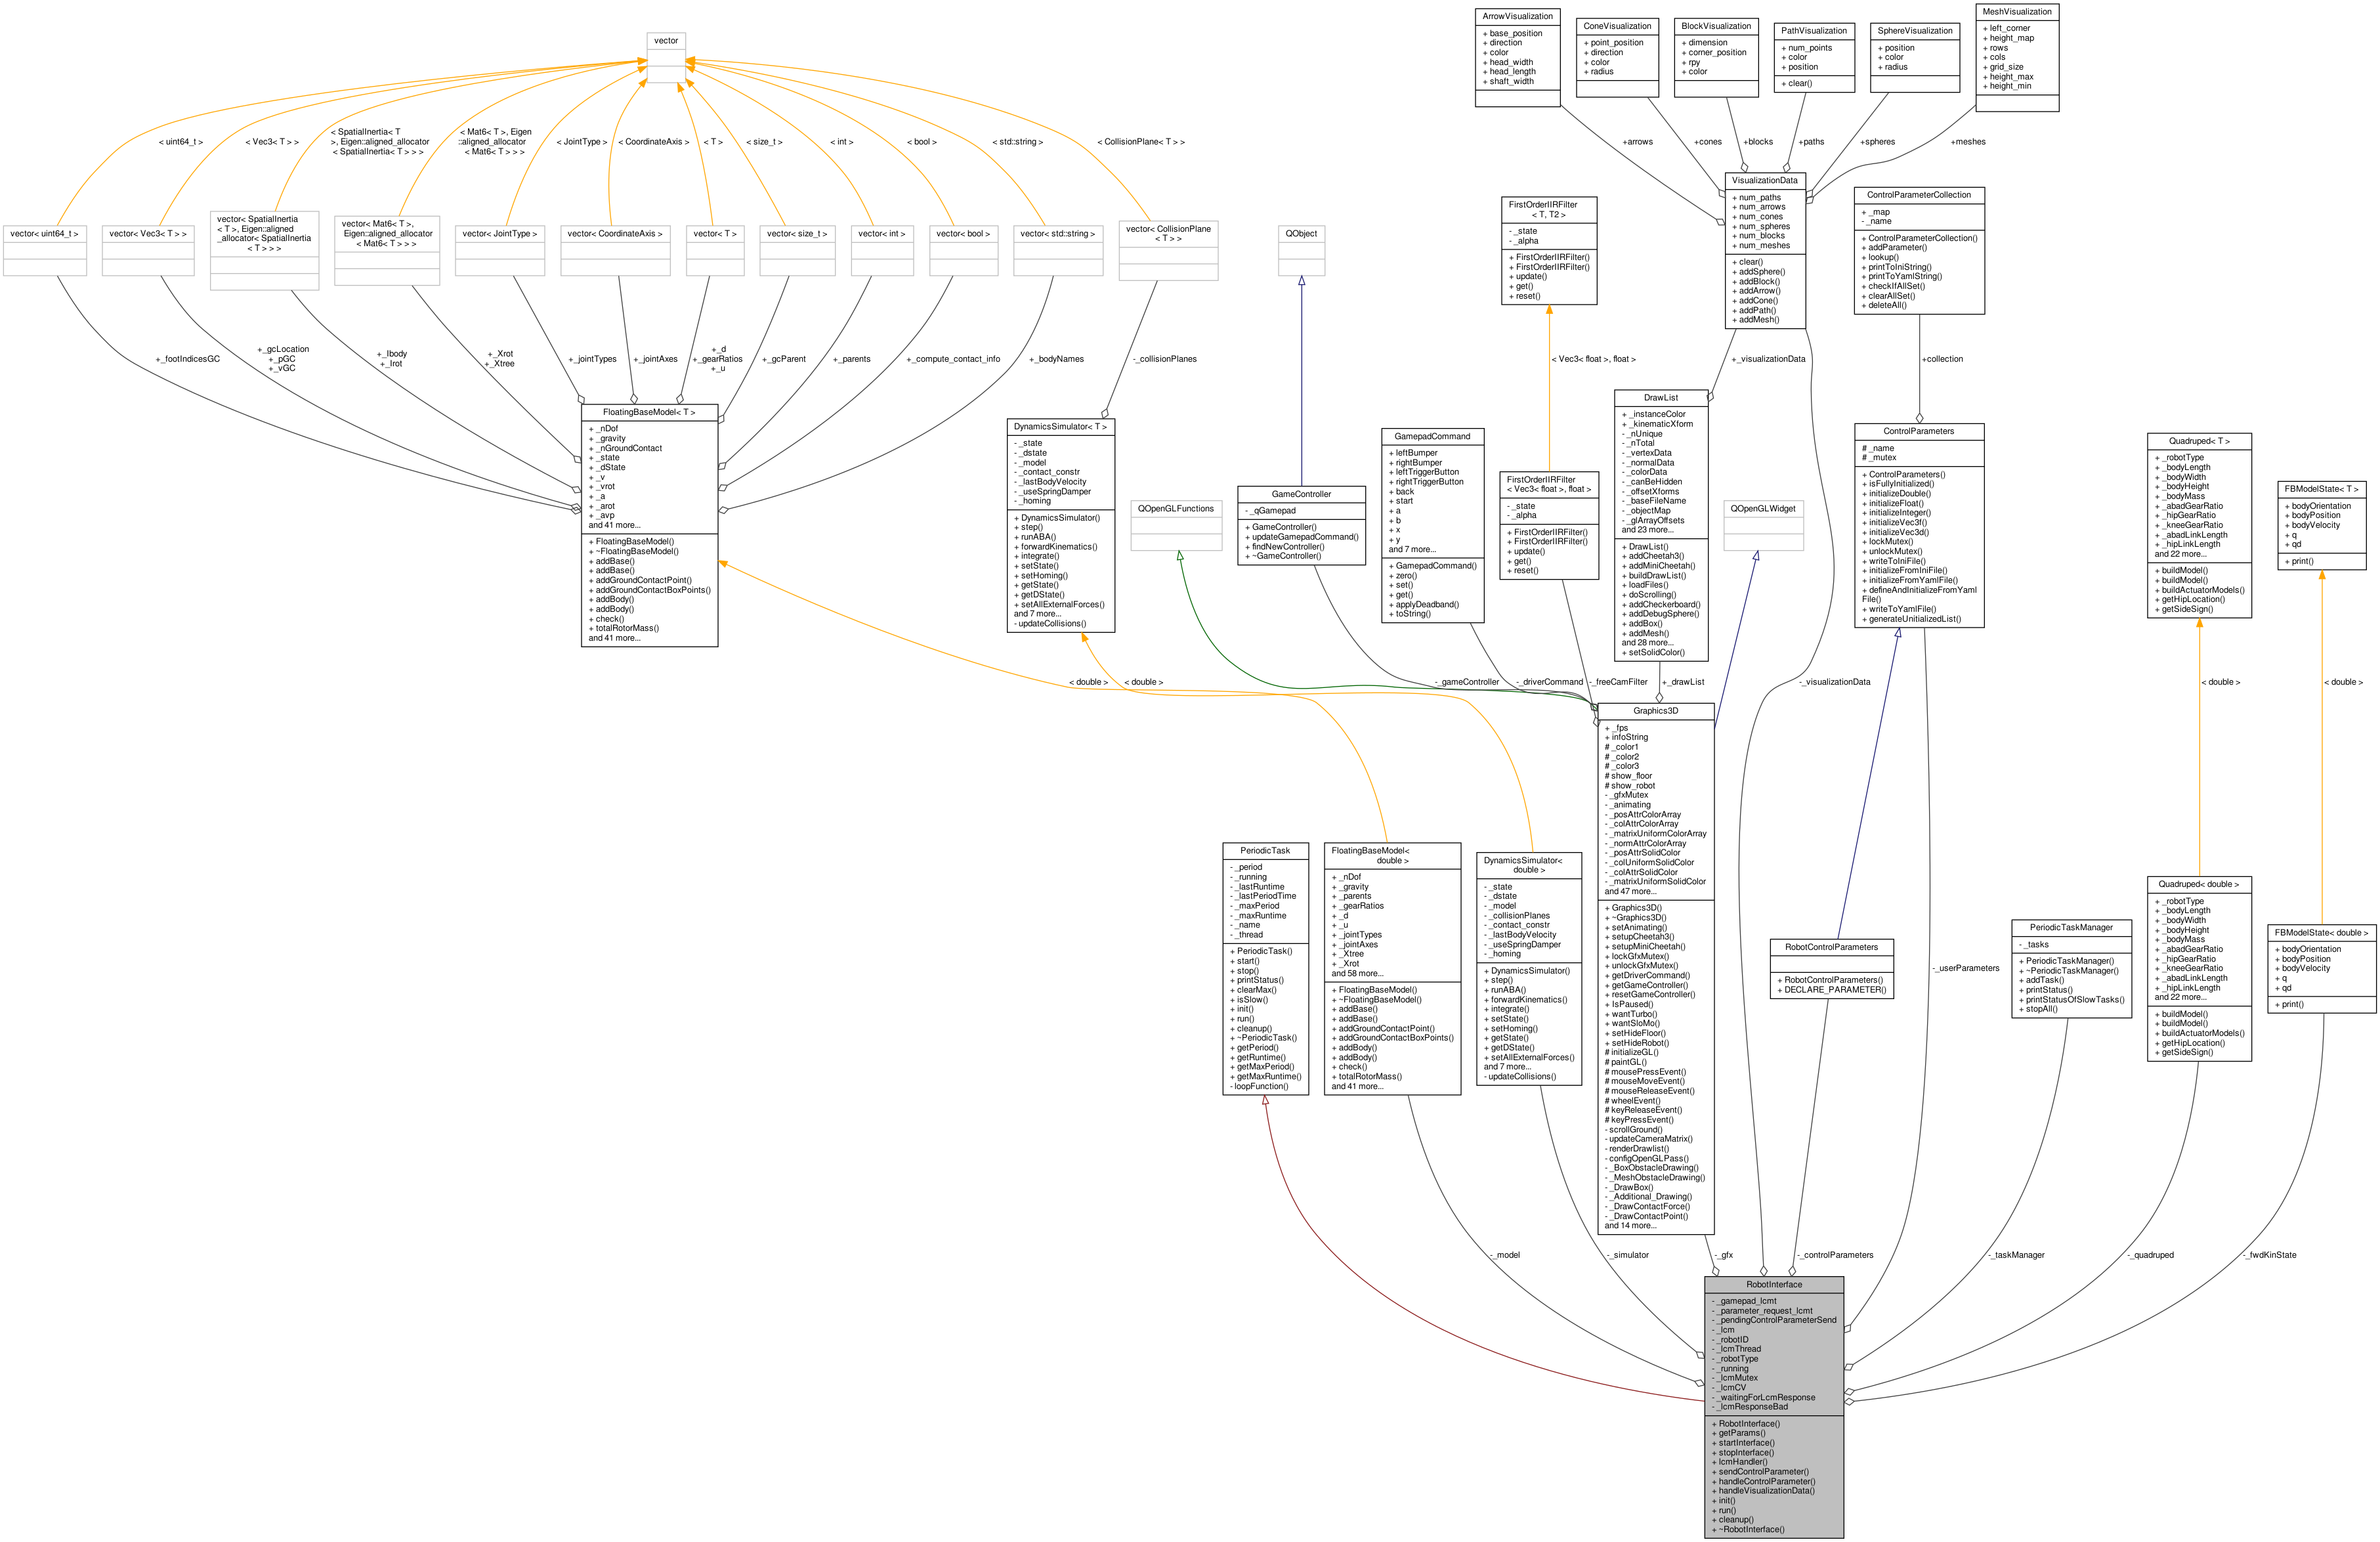 ArrowVisualization
+ base_position
+ direction
+ color
+ head_width
+ head_length
+ shaft_width
ConeVisualization
+ point_position
+ direction
+ color
+ radius
BlockVisualization
+ dimension
+ corner_position
+ rpy
+ color
PathVisualization
+ num_points
+ color
+ position
+ clear()
SphereVisualization
+ position
+ color
+ radius
MeshVisualization
+ left_corner
+ height_map
+ rows
+ cols
+ grid_size
+ height_max
+ height_min
vector
< uint64_t >
< Vec3< T > >
< SpatialInertia< T
>, Eigen::aligned_allocator
< SpatialInertia< T > > >
< Mat6< T >, Eigen
::aligned_allocator
< Mat6< T > > >
< JointType >
< CoordinateAxis >
< T >
< size_t >
< int >
< bool >
< std::string >
< CollisionPlane< T > >
+arrows
+cones
+blocks
+paths
+spheres
+meshes
vector< uint64_t >
vector< Vec3< T > >
vector< SpatialInertia
< T >, Eigen::aligned
_allocator< SpatialInertia
< T > > >
vector< Mat6< T >,
Eigen::aligned_allocator
< Mat6< T > > >
vector< JointType >
vector< CoordinateAxis >
vector< T >
vector< size_t >
vector< int >
vector< bool >
vector< std::string >
vector< CollisionPlane
< T > >
QObject
FirstOrderIIRFilter
< T, T2 >
- _state
- _alpha
+ FirstOrderIIRFilter()
+ FirstOrderIIRFilter()
+ update()
+ get()
+ reset()
VisualizationData
+ num_paths
+ num_arrows
+ num_cones
+ num_spheres
+ num_blocks
+ num_meshes
+ clear()
+ addSphere()
+ addBlock()
+ addArrow()
+ addCone()
+ addPath()
+ addMesh()
ControlParameterCollection
+ _map
- _name
+ ControlParameterCollection()
+ addParameter()
+ lookup()
+ printToIniString()
+ printToYamlString()
+ checkIfAllSet()
+ clearAllSet()
+ deleteAll()
+_footIndicesGC
+_gcLocation
+_pGC
+_vGC
+_Ibody
+_Irot
+_Xrot
+_Xtree
+_jointTypes
+_jointAxes
+_d
+_gearRatios
+_u
+_gcParent
+_parents
+_compute_contact_info
+_bodyNames
-_collisionPlanes
< Vec3< float >, float >
+_visualizationData
+collection
FloatingBaseModel< T >
+ _nDof
+ _gravity
+ _nGroundContact
+ _state
+ _dState
+ _v
+ _vrot
+ _a
+ _arot
+ _avp
and 41 more...
+ FloatingBaseModel()
+ ~FloatingBaseModel()
+ addBase()
+ addBase()
+ addGroundContactPoint()
+ addGroundContactBoxPoints()
+ addBody()
+ addBody()
+ check()
+ totalRotorMass()
and 41 more...
DynamicsSimulator< T >
- _state
- _dstate
- _model
- _contact_constr
- _lastBodyVelocity
- _useSpringDamper
- _homing
+ DynamicsSimulator()
+ step()
+ runABA()
+ forwardKinematics()
+ integrate()
+ setState()
+ setHoming()
+ getState()
+ getDState()
+ setAllExternalForces()
and 7 more...
- updateCollisions()
QOpenGLFunctions
GameController
- _qGamepad
+ GameController()
+ updateGamepadCommand()
+ findNewController()
+ ~GameController()
GamepadCommand
+ leftBumper
+ rightBumper
+ leftTriggerButton
+ rightTriggerButton
+ back
+ start
+ a
+ b
+ x
+ y
and 7 more...
+ GamepadCommand()
+ zero()
+ set()
+ get()
+ applyDeadband()
+ toString()
FirstOrderIIRFilter
< Vec3< float >, float >
- _state
- _alpha
+ FirstOrderIIRFilter()
+ FirstOrderIIRFilter()
+ update()
+ get()
+ reset()
DrawList
+ _instanceColor
+ _kinematicXform
- _nUnique
- _nTotal
- _vertexData
- _normalData
- _colorData
- _canBeHidden
- _offsetXforms
- _baseFileName
- _objectMap
- _glArrayOffsets
and 23 more...
+ DrawList()
+ addCheetah3()
+ addMiniCheetah()
+ buildDrawList()
+ loadFiles()
+ doScrolling()
+ addCheckerboard()
+ addDebugSphere()
+ addBox()
+ addMesh()
and 28 more...
+ setSolidColor()
QOpenGLWidget
ControlParameters
# _name
# _mutex
+ ControlParameters()
+ isFullyInitialized()
+ initializeDouble()
+ initializeFloat()
+ initializeInteger()
+ initializeVec3f()
+ initializeVec3d()
+ lockMutex()
+ unlockMutex()
+ writeToIniFile()
+ initializeFromIniFile()
+ initializeFromYamlFile()
+ defineAndInitializeFromYaml
File()
+ writeToYamlFile()
+ generateUnitializedList()
Quadruped< T >
+ _robotType
+ _bodyLength
+ _bodyWidth
+ _bodyHeight
+ _bodyMass
+ _abadGearRatio
+ _hipGearRatio
+ _kneeGearRatio
+ _abadLinkLength
+ _hipLinkLength
and 22 more...
+ buildModel()
+ buildModel()
+ buildActuatorModels()
+ getHipLocation()
+ getSideSign()
FBModelState< T >
+ bodyOrientation
+ bodyPosition
+ bodyVelocity
+ q
+ qd
+ print()
< double >
< double >
-_gameController
-_driverCommand
-_freeCamFilter
+_drawList
-_visualizationData
< double >
< double >
PeriodicTask
- _period
- _running
- _lastRuntime
- _lastPeriodTime
- _maxPeriod
- _maxRuntime
- _name
- _thread
+ PeriodicTask()
+ start()
+ stop()
+ printStatus()
+ clearMax()
+ isSlow()
+ init()
+ run()
+ cleanup()
+ ~PeriodicTask()
+ getPeriod()
+ getRuntime()
+ getMaxPeriod()
+ getMaxRuntime()
- loopFunction()
FloatingBaseModel<
double >
+ _nDof
+ _gravity
+ _parents
+ _gearRatios
+ _d
+ _u
+ _jointTypes
+ _jointAxes
+ _Xtree
+ _Xrot
and 58 more...
+ FloatingBaseModel()
+ ~FloatingBaseModel()
+ addBase()
+ addBase()
+ addGroundContactPoint()
+ addGroundContactBoxPoints()
+ addBody()
+ addBody()
+ check()
+ totalRotorMass()
and 41 more...
DynamicsSimulator<
double >
- _state
- _dstate
- _model
- _collisionPlanes
- _contact_constr
- _lastBodyVelocity
- _useSpringDamper
- _homing
+ DynamicsSimulator()
+ step()
+ runABA()
+ forwardKinematics()
+ integrate()
+ setState()
+ setHoming()
+ getState()
+ getDState()
+ setAllExternalForces()
and 7 more...
- updateCollisions()
Graphics3D
+ _fps
+ infoString
# _color1
# _color2
# _color3
# show_floor
# show_robot
- _gfxMutex
- _animating
- _posAttrColorArray
- _colAttrColorArray
- _matrixUniformColorArray
- _normAttrColorArray
- _posAttrSolidColor
- _colUniformSolidColor
- _colAttrSolidColor
- _matrixUniformSolidColor
and 47 more...
+ Graphics3D()
+ ~Graphics3D()
+ setAnimating()
+ setupCheetah3()
+ setupMiniCheetah()
+ lockGfxMutex()
+ unlockGfxMutex()
+ getDriverCommand()
+ getGameController()
+ resetGameController()
+ IsPaused()
+ wantTurbo()
+ wantSloMo()
+ setHideFloor()
+ setHideRobot()
# initializeGL()
# paintGL()
# mousePressEvent()
# mouseMoveEvent()
# mouseReleaseEvent()
# wheelEvent()
# keyReleaseEvent()
# keyPressEvent()
- scrollGround()
- updateCameraMatrix()
- renderDrawlist()
- configOpenGLPass()
- _BoxObstacleDrawing()
- _MeshObstacleDrawing()
- _DrawBox()
- _Additional_Drawing()
- _DrawContactForce()
- _DrawContactPoint()
and 14 more...
RobotControlParameters
+ RobotControlParameters()
+ DECLARE_PARAMETER()
-_userParameters
PeriodicTaskManager
- _tasks
+ PeriodicTaskManager()
+ ~PeriodicTaskManager()
+ addTask()
+ printStatus()
+ printStatusOfSlowTasks()
+ stopAll()
Quadruped< double >
+ _robotType
+ _bodyLength
+ _bodyWidth
+ _bodyHeight
+ _bodyMass
+ _abadGearRatio
+ _hipGearRatio
+ _kneeGearRatio
+ _abadLinkLength
+ _hipLinkLength
and 22 more...
+ buildModel()
+ buildModel()
+ buildActuatorModels()
+ getHipLocation()
+ getSideSign()
FBModelState< double >
+ bodyOrientation
+ bodyPosition
+ bodyVelocity
+ q
+ qd
+ print()
-_model
-_simulator
-_gfx
-_controlParameters
-_taskManager
-_quadruped
-_fwdKinState
RobotInterface
- _gamepad_lcmt
- _parameter_request_lcmt
- _pendingControlParameterSend
- _lcm
- _robotID
- _lcmThread
- _robotType
- _running
- _lcmMutex
- _lcmCV
- _waitingForLcmResponse
- _lcmResponseBad
+ RobotInterface()
+ getParams()
+ startInterface()
+ stopInterface()
+ lcmHandler()
+ sendControlParameter()
+ handleControlParameter()
+ handleVisualizationData()
+ init()
+ run()
+ cleanup()
+ ~RobotInterface()